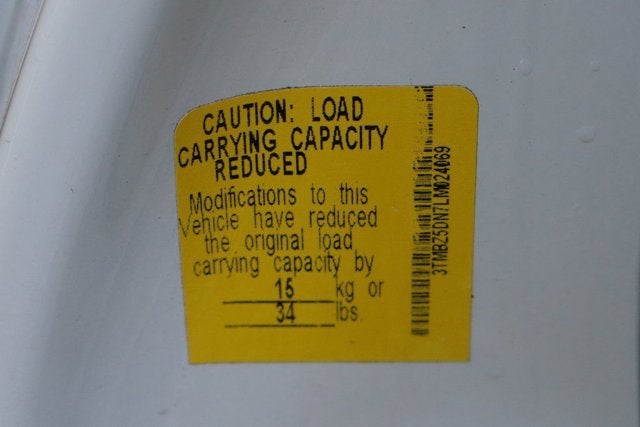 CAUTION: LOAD
CARRYING CAPACITY
REDUCED
Modifications to this
Vehicle have reduced
the original load
carrying capacity by
15 kg or
34 lbs.
3TMBZ5DN7LM024069